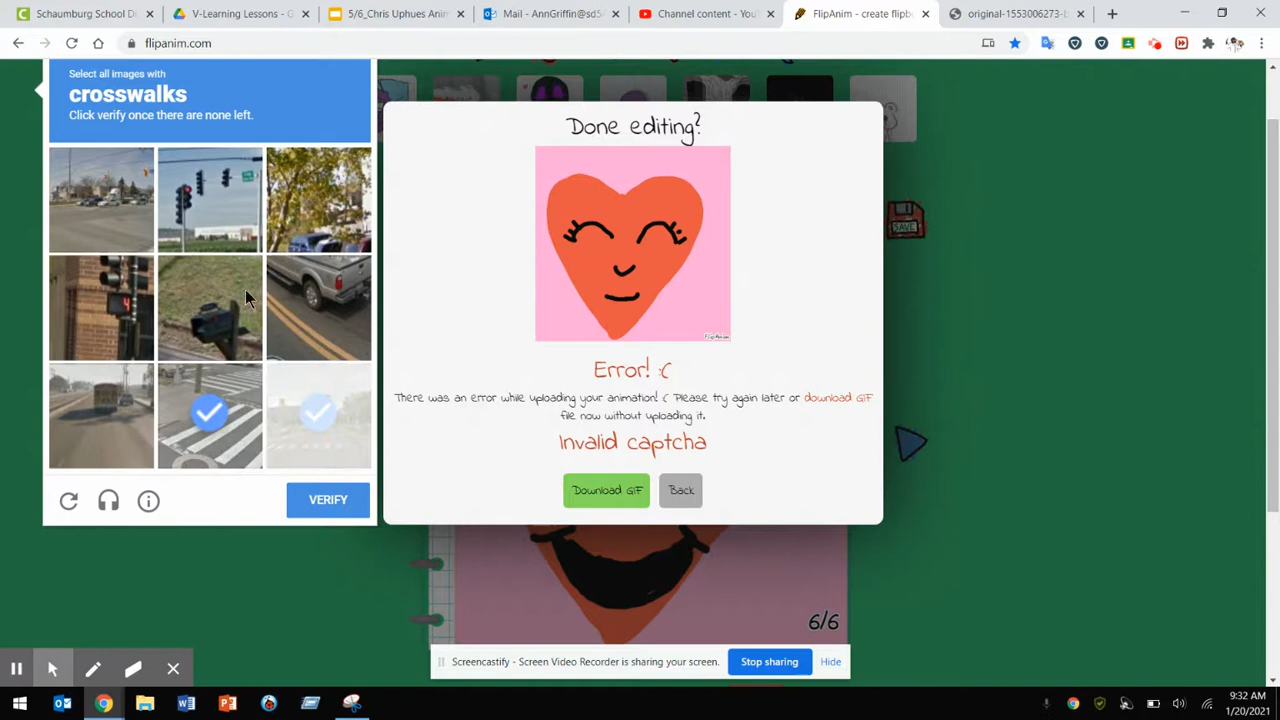 Schaumburg School Di
V-Learning Lessons - G
5/6_Chris Uphues Anim
Mail - AnnGriffin@sd54
Channel content - You
FlipAnim - create flipb
original-1553006273-b
flipanim.com
Select all images with
crosswalks
Click verify once there are none left.
VERIFY
Done editing?
FlipAnim
Error! :(
There was an error while uploading your animation! :( Please try again later or download GIF
file now without uploading it.
Invalid captcha
Download GIF
Back
SAVE
6/6
Screencastify - Screen Video Recorder is sharing your screen.
Stop sharing
Hide
9:32 AM
1/20/2021